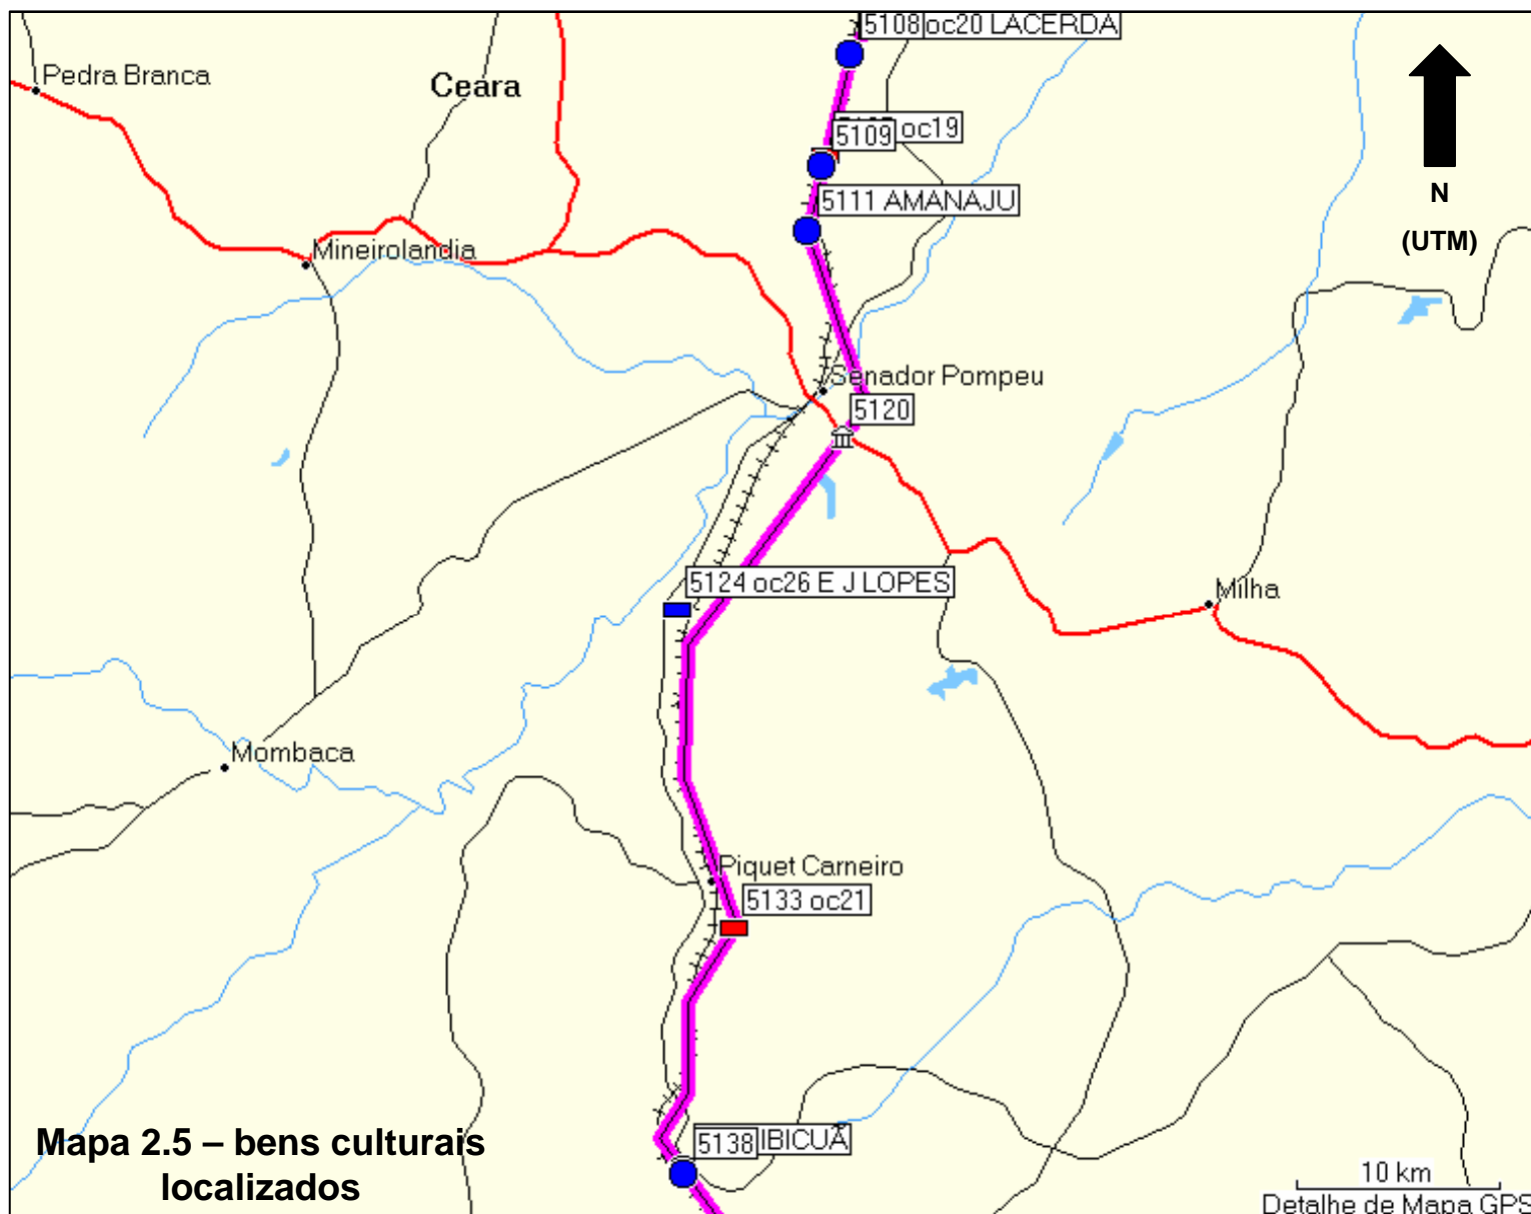 5108 oc20 LACERDA
Pedra Branca
Ceara
5109 oc19
N
(UTM)
5111 AMANAJU
Mineirolandia
Senador Pompeu
5120
5124 oc26 E J LOPES
Milha
Mombaca
Piquet Carneiro
5133 oc21
5138 IBICUA
Mapa 2.5 – bens culturais
localizados
10 km
Detalhe de Mapa GPS